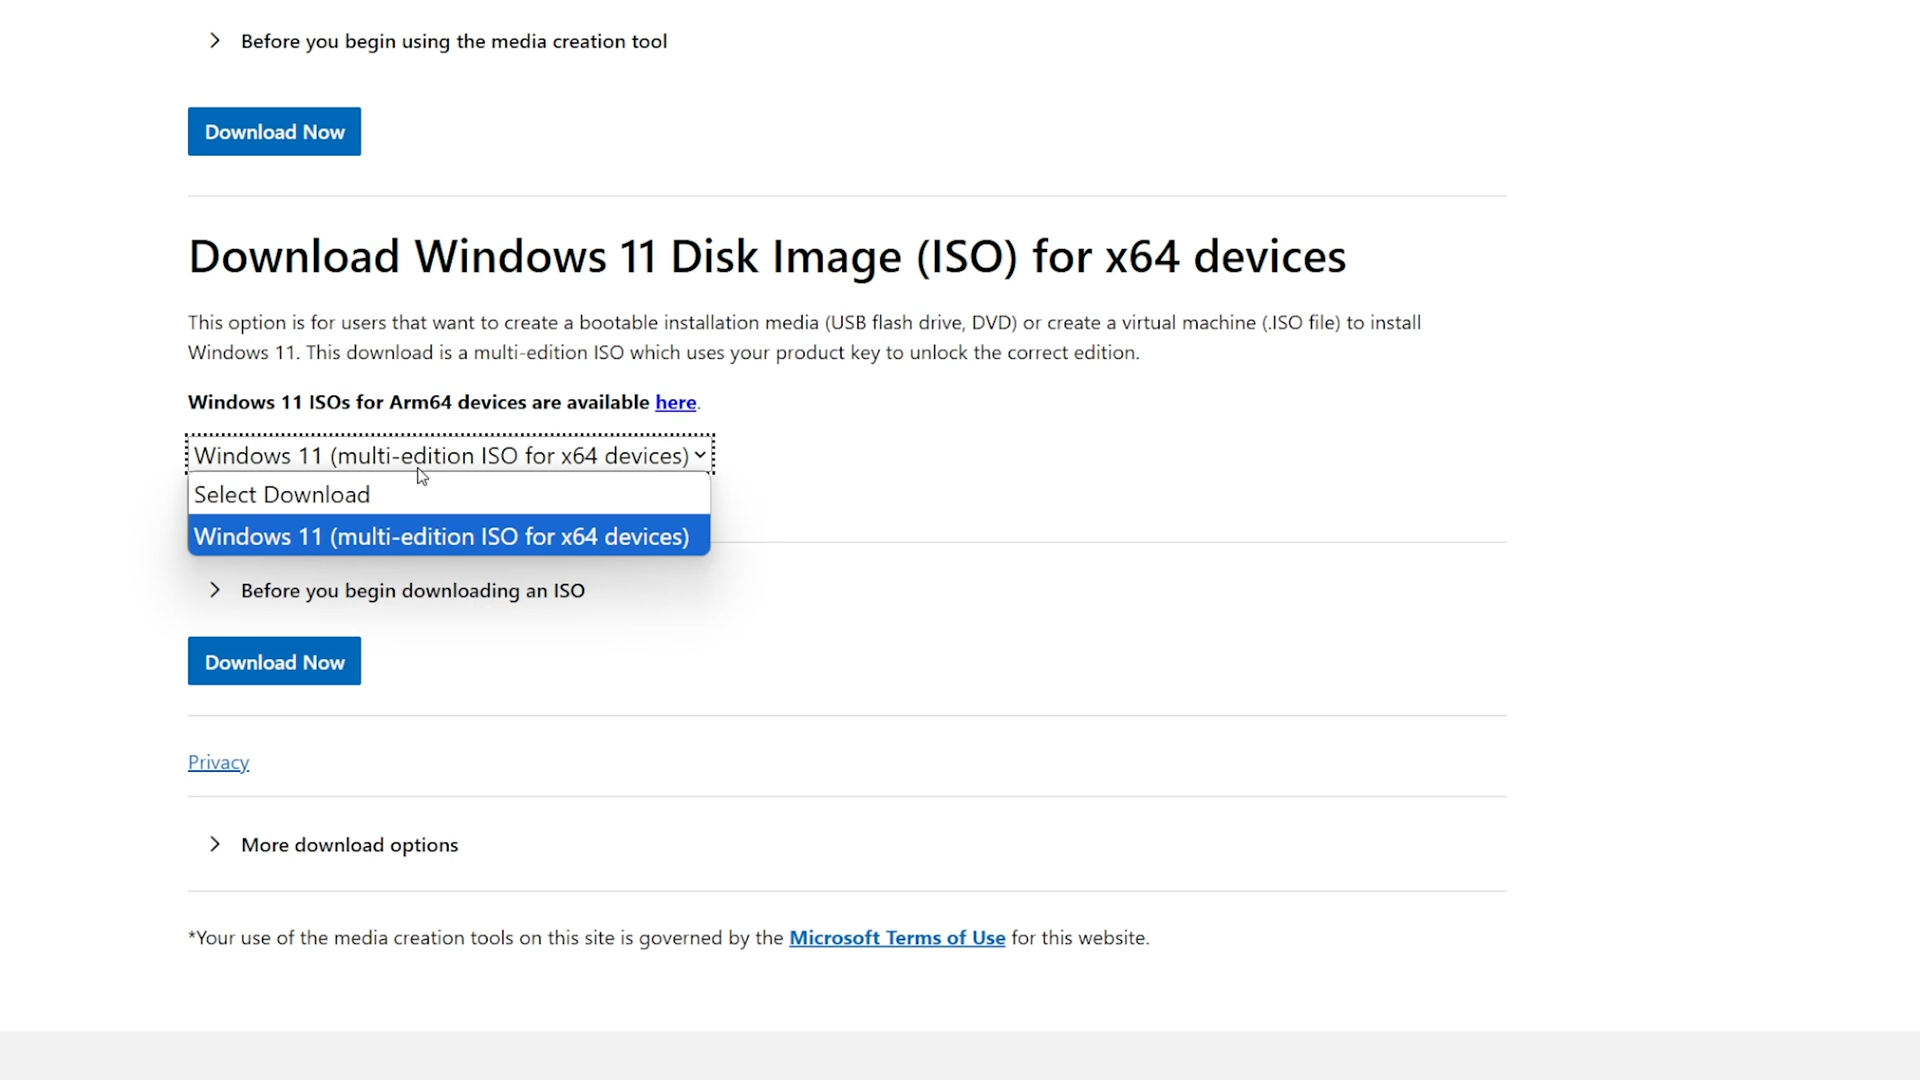 Before you begin using the media creation tool
Download Now
Download Windows 11 Disk Image (ISO) for x64 devices
This option is for users that want to create a bootable installation media (USB flash drive, DVD) or create a virtual machine (.ISO file) to install
Windows 11. This download is a multi-edition ISO which uses your product key to unlock the correct edition.
Windows 11 ISOs for Arm64 devices are available here.
Windows 11 (multi-edition ISO for x64 devices)
Select Download
Windows 11 (multi-edition ISO for x64 devices)
Before you begin downloading an ISO
Download Now
Privacy
More download options
*Your use of the media creation tools on this site is governed by the Microsoft Terms of Use for this website.